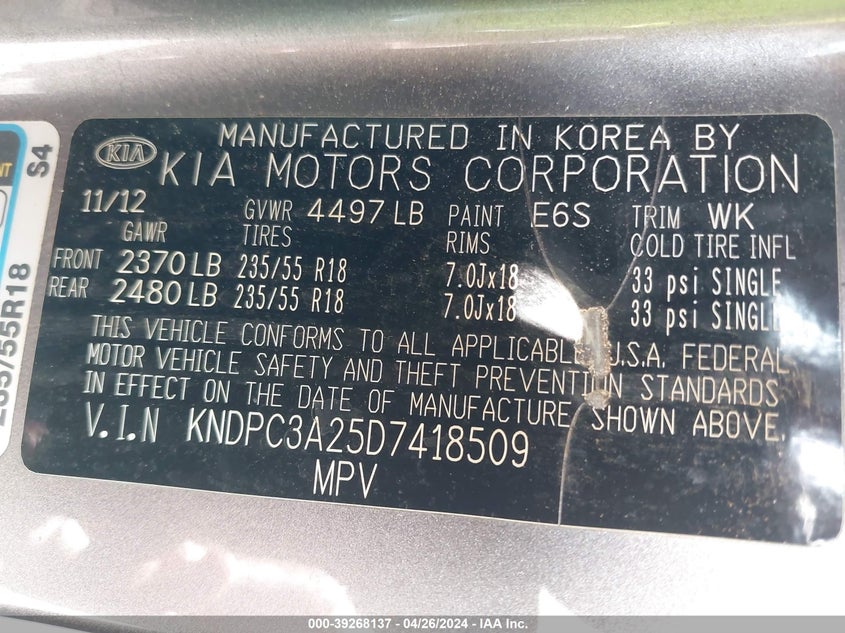 KIA
MANUFACTURED IN KOREA BY
KIA MOTORS CORPORATION
11/12 GVWR 4497 LB PAINT E6S TRIM WK
GAWR TIRES RIMS COLD TIRE INFL
FRONT 2370 LB 235/55 R18 7.0Jx18 33 psi SINGLE
REAR 2480 LB 235/55 R18 7.0Jx18 33 psi SINGLE
THIS VEHICLE CONFORMS TO ALL APPLICABLE U.S.A. FEDERAL
MOTOR VEHICLE SAFETY AND THEFT PREVENTION STANDARDS
IN EFFECT ON THE DATE OF MANUFACTURE SHOWN ABOVE.
V.I.N KNDPC3A25D7418509
MPV
S4
235/55R18
000-39268137 - 04/26/2024 - IAA Inc.